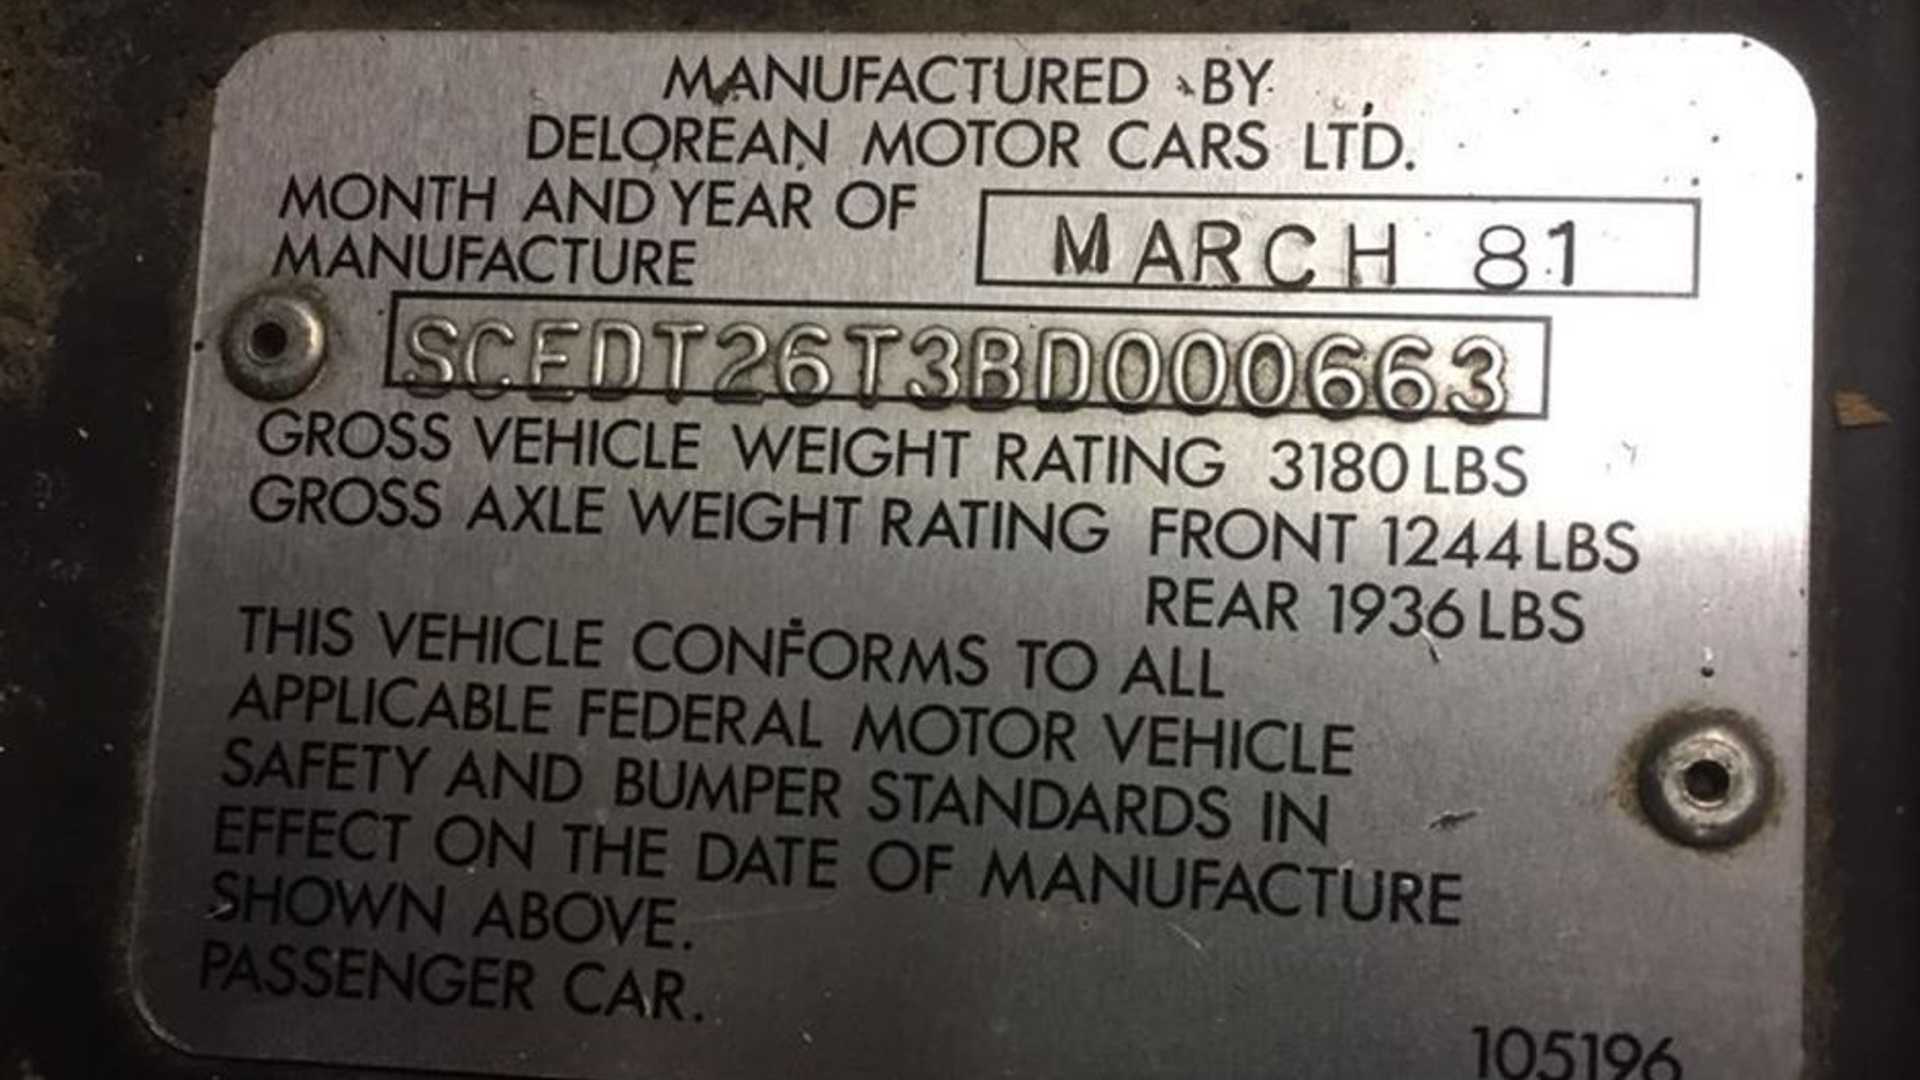 MANUFACTURED BY
DELOREAN MOTOR CARS LTD.
MONTH AND YEAR OF
MANUFACTURE
MARCH 81
SCEDT26T3BD000663
GROSS VEHICLE WEIGHT RATING 3180 LBS
GROSS AXLE WEIGHT RATING FRONT 1244 LBS
REAR 1936 LBS
THIS VEHICLE CONFORMS TO ALL
APPLICABLE FEDERAL MOTOR VEHICLE
SAFETY AND BUMPER STANDARDS IN
EFFECT ON THE DATE OF MANUFACTURE
SHOWN ABOVE.
PASSENGER CAR.
105196